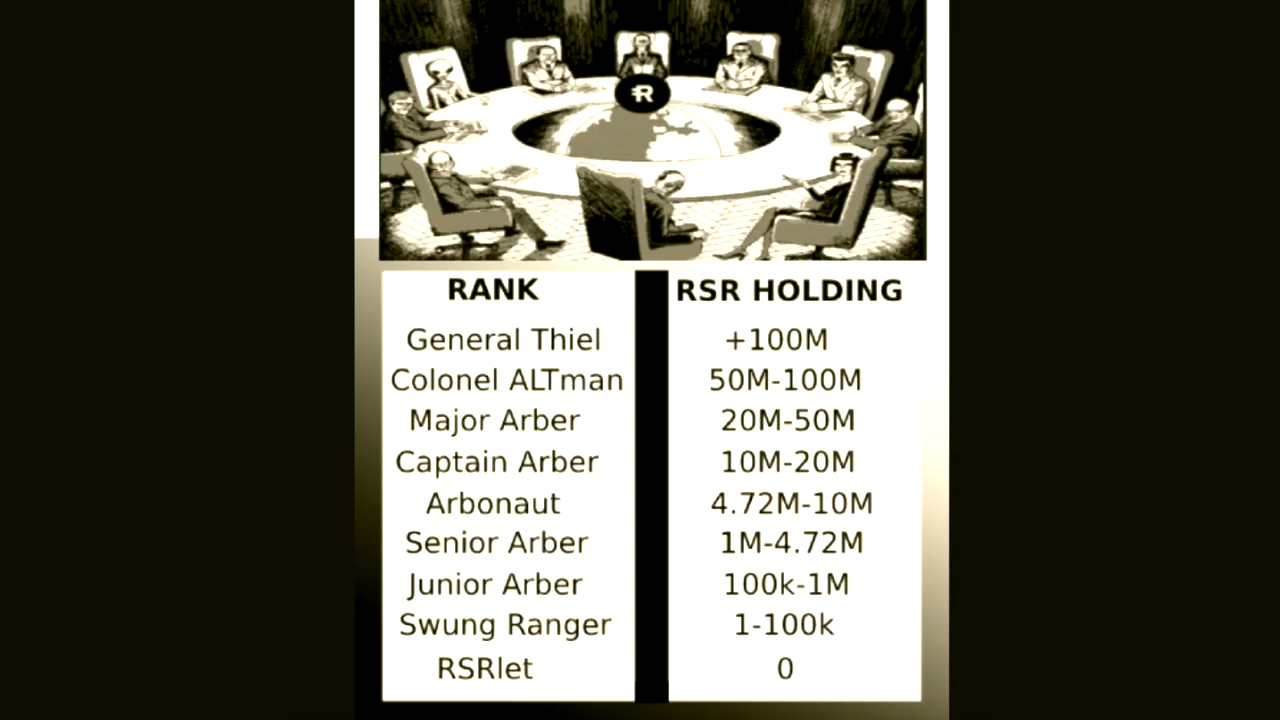 RANK RSR HOLDING
General Thiel +100M
Colonel ALTman 50M-100M
Major Arber 20M-50M
Captain Arber 10M-20M
Arbonaut 4.72M-10M
Senior Arber 1M-4.72M
Junior Arber 100k-1M
Swung Ranger 1-100k
RSRlet 0